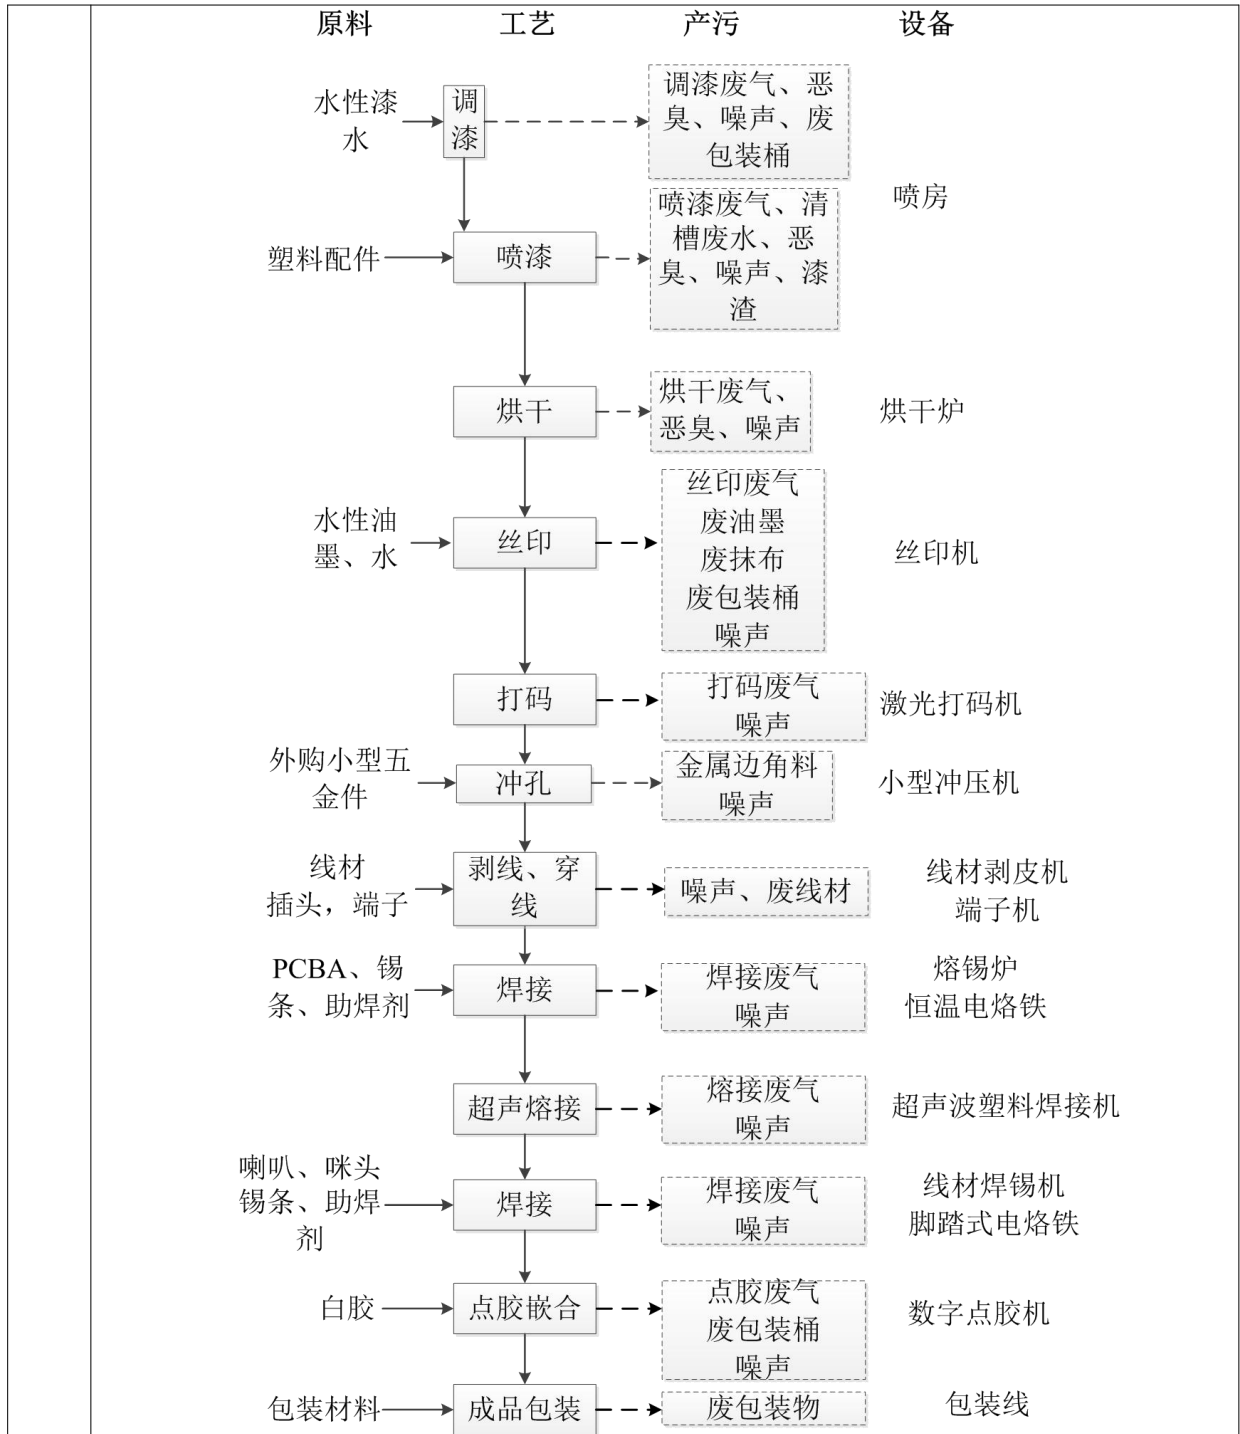 原料 工艺 产污 设备
水性漆
水
调
漆
调漆废气、恶
臭、噪声、废
包装桶
喷房
塑料配件
喷漆
喷漆废气、清
槽废水、恶
臭、噪声、漆
渣
烘干
烘干废气、
恶臭、噪声
烘干炉
水性油
墨、水
丝印
丝印废气
废油墨
废抹布
废包装桶
噪声
丝印机
打码
打码废气
噪声
激光打码机
外购小型五
金件
冲孔
金属边角料
噪声
小型冲压机
线材
插头，端子
剥线、穿
线
噪声、废线材
线材剥皮机
端子机
PCBA、锡
条、助焊剂
焊接
焊接废气
噪声
熔锡炉
恒温电烙铁
超声熔接
熔接废气
噪声
超声波塑料焊接机
喇叭、咪头
锡条、助焊
剂
焊接
焊接废气
噪声
线材焊锡机
脚踏式电烙铁
白胶
点胶嵌合
点胶废气
废包装桶
噪声
数字点胶机
包装材料
成品包装
废包装物
包装线